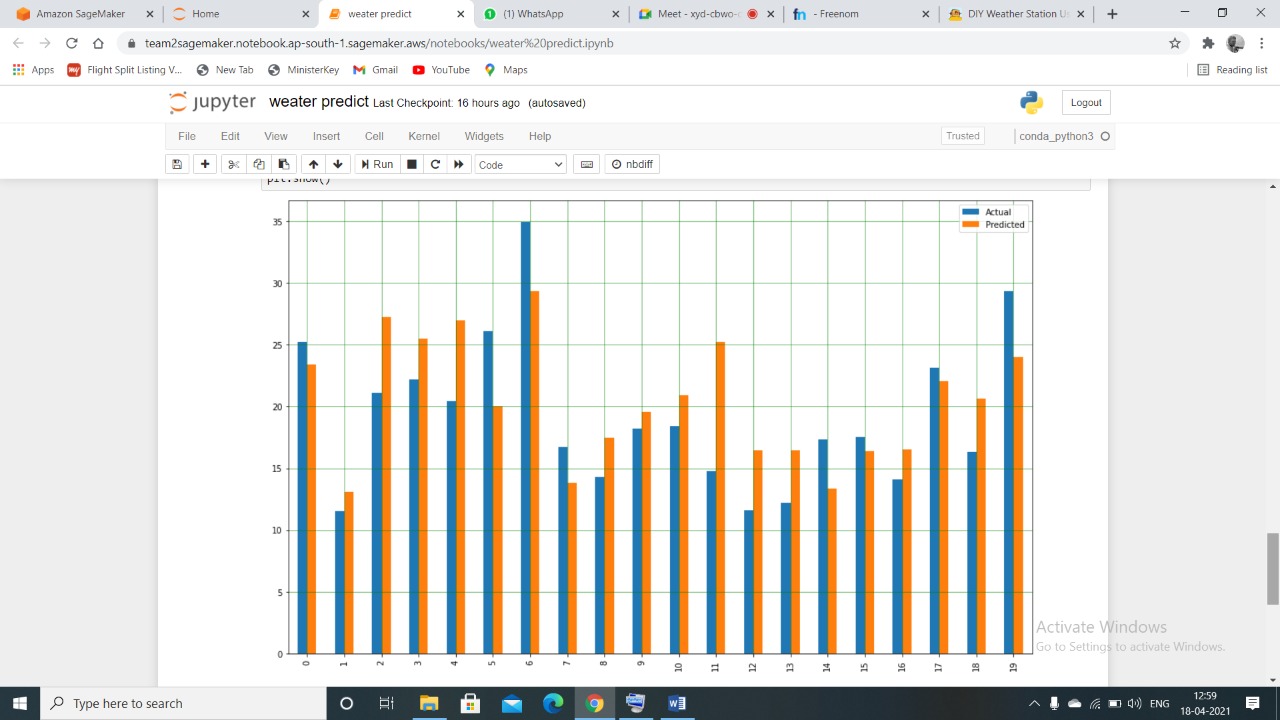 Amazon SageMaker
Home
weater predict
(1) WhatsApp
Meet - xyd-cbwo-
- Freenom
DIY Weather Station U
team2sagemaker.notebook.ap-south-1.sagemaker.aws/notebooks/weater%20predict.ipynb
Apps
Flight Split Listing V...
New Tab
MinisterKey
Gmail
YouTube
Maps
Reading list
jupyter
weater predict Last Checkpoint: 16 hours ago (autosaved)
Logout
File Edit View Insert Cell Kernel Widgets Help
Trusted
conda_python3
Run
Code
nbdiff
plt.show()
Actual
Predicted
35
30
25
20
15
10
5
0
0 1 2 3 4 5 6 7 8 9 10 11 12 13 14 15 16 17 18 19
Activate Windows
Go to Settings to activate Windows.
Type here to search
ENG
12:59
18-04-2021